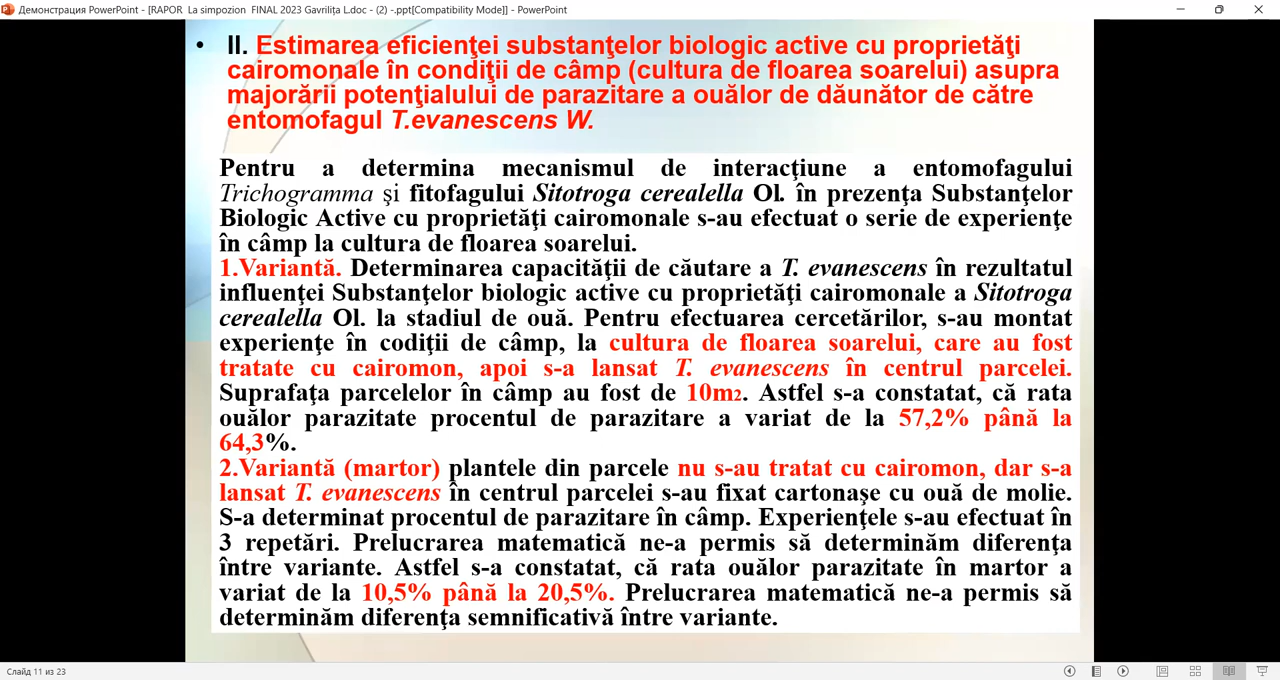 Демонстрация PowerPoint - [RAPOR La simpozion FINAL 2023 Gavrilița L.doc - (2) -.ppt[Compatibility Mode]] - PowerPoint
• II. Estimarea eficienţei substanţelor biologic active cu proprietăţi
cairomonale în condiţii de câmp (cultura de floarea soarelui) asupra
majorării potenţialului de parazitare a ouălor de dăunător de către
entomofagul T.evanescens W.
Pentru a determina mecanismul de interacţiune a entomofagului
Trichogramma şi fitofagului Sitotroga cerealella Ol. în prezenţa Substanţelor
Biologic Active cu proprietăţi cairomonale s-au efectuat o serie de experienţe
în câmp la cultura de floarea soarelui.
1.Variantă. Determinarea capacităţii de căutare a T. evanescens în rezultatul
influenţei Substanţelor biologic active cu proprietăţi cairomonale a Sitotroga
cerealella Ol. la stadiul de ouă. Pentru efectuarea cercetărilor, s-au montat
experienţe în codiţii de câmp, la cultura de floarea soarelui, care au fost
tratate cu cairomon, apoi s-a lansat T. evanescens în centrul parcelei.
Suprafaţa parcelelor în câmp au fost de 10m2. Astfel s-a constatat, că rata
ouălor parazitate procentul de parazitare a variat de la 57,2% până la
64,3%.
2.Variantă (martor) plantele din parcele nu s-au tratat cu cairomon, dar s-a
lansat T. evanescens în centrul parcelei s-au fixat cartonaşe cu ouă de molie.
S-a determinat procentul de parazitare în câmp. Experienţele s-au efectuat în
3 repetări. Prelucrarea matematică ne-a permis să determinăm diferenţa
între variante. Astfel s-a constatat, că rata ouălor parazitate în martor a
variat de la 10,5% până la 20,5%. Prelucrarea matematică ne-a permis să
determinăm diferenţa semnificativă între variante.
Слайд 11 из 23